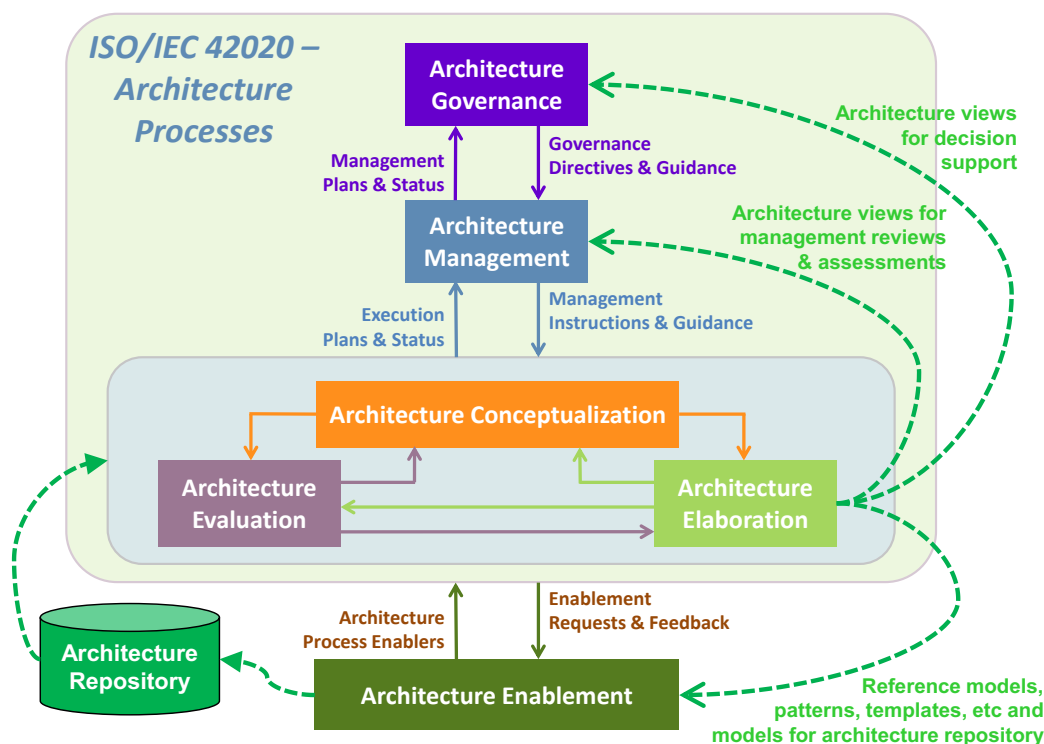 ISO/IEC 42020 –
Architecture
Processes
Architecture
Governance
Architecture views
for decision
support
Management
Plans & Status
Governance
Directives & Guidance
Architecture
Management
Architecture views for
management reviews
& assessments
Execution
Plans & Status
Management
Instructions & Guidance
Architecture Conceptualization
Architecture
Evaluation
Architecture
Elaboration
Architecture
Process Enablers
Enablement
Requests & Feedback
Architecture
Repository
Architecture Enablement
Reference models,
patterns, templates, etc and
models for architecture repository